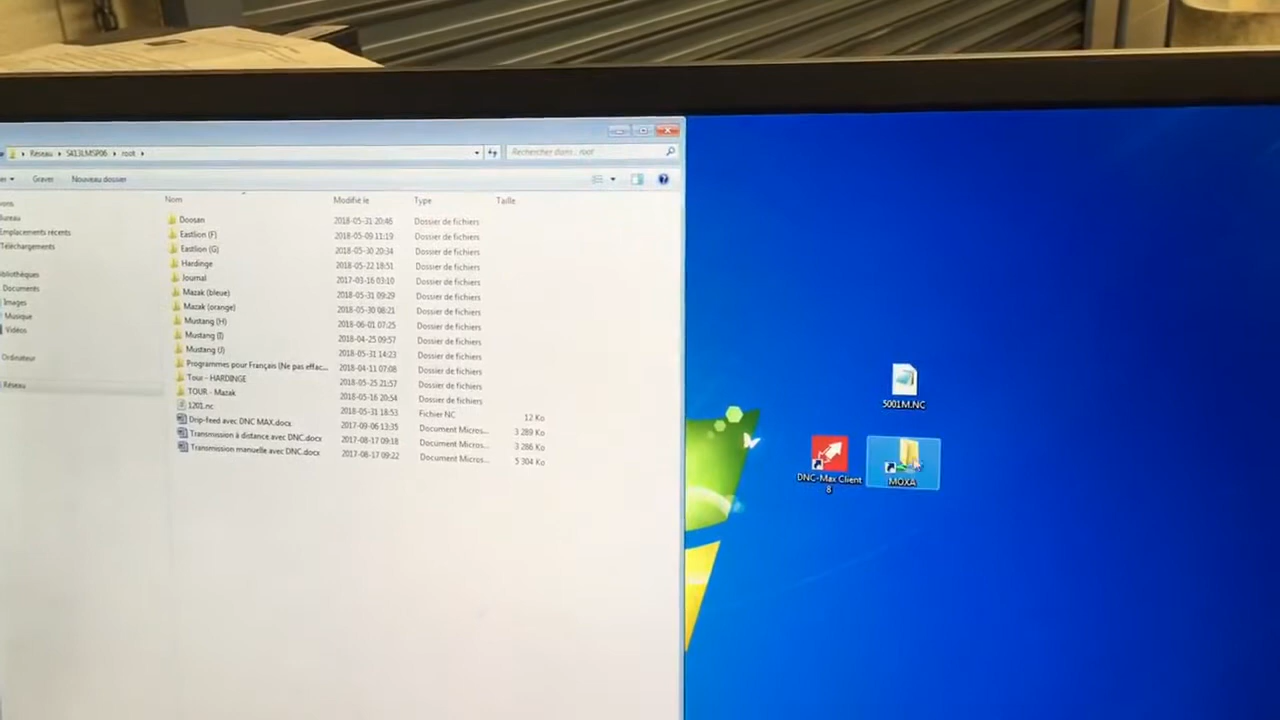 Réseau S413LMSP06 root
Rechercher dans : root
Graver Nouveau dossier
Nom Modifié le Type Taille
Bureau
Emplacements récents
Téléchargements
Documents
Images
Musique
Vidéos
Ordinateur
Réseau
Doosan 2018-05-31 20:46 Dossier de fichiers
Eastlion (F) 2018-05-09 11:19 Dossier de fichiers
Eastlion (G) 2018-05-30 20:34 Dossier de fichiers
Hardinge 2018-05-22 18:51 Dossier de fichiers
Journal 2017-03-16 03:10 Dossier de fichiers
Mazak (bleue) 2018-05-31 09:29 Dossier de fichiers
Mazak (orange) 2018-05-30 08:21 Dossier de fichiers
Mustang (H) 2018-06-01 07:25 Dossier de fichiers
Mustang (I) 2018-04-25 09:57 Dossier de fichiers
Mustang (J) 2018-05-31 14:23 Dossier de fichiers
Programmes pour Français (Ne pas effac... 2018-04-11 07:08 Dossier de fichiers
Tour - HARDINGE 2018-05-25 21:57 Dossier de fichiers
TOUR - Mazak 2018-05-16 20:54 Dossier de fichiers
1201.nc 2018-05-31 18:53 Fichier NC 12 Ko
Drip-feed avec DNC MAX.docx 2017-09-06 13:35 Document Micros... 3 289 Ko
Transmission à distance avec DNC.docx 2017-08-17 09:18 Document Micros... 3 286 Ko
Transmission manuelle avec DNC.docx 2017-08-17 09:22 Document Micros... 5 304 Ko
5001M.NC
DNC-Max Client
8
MOXA